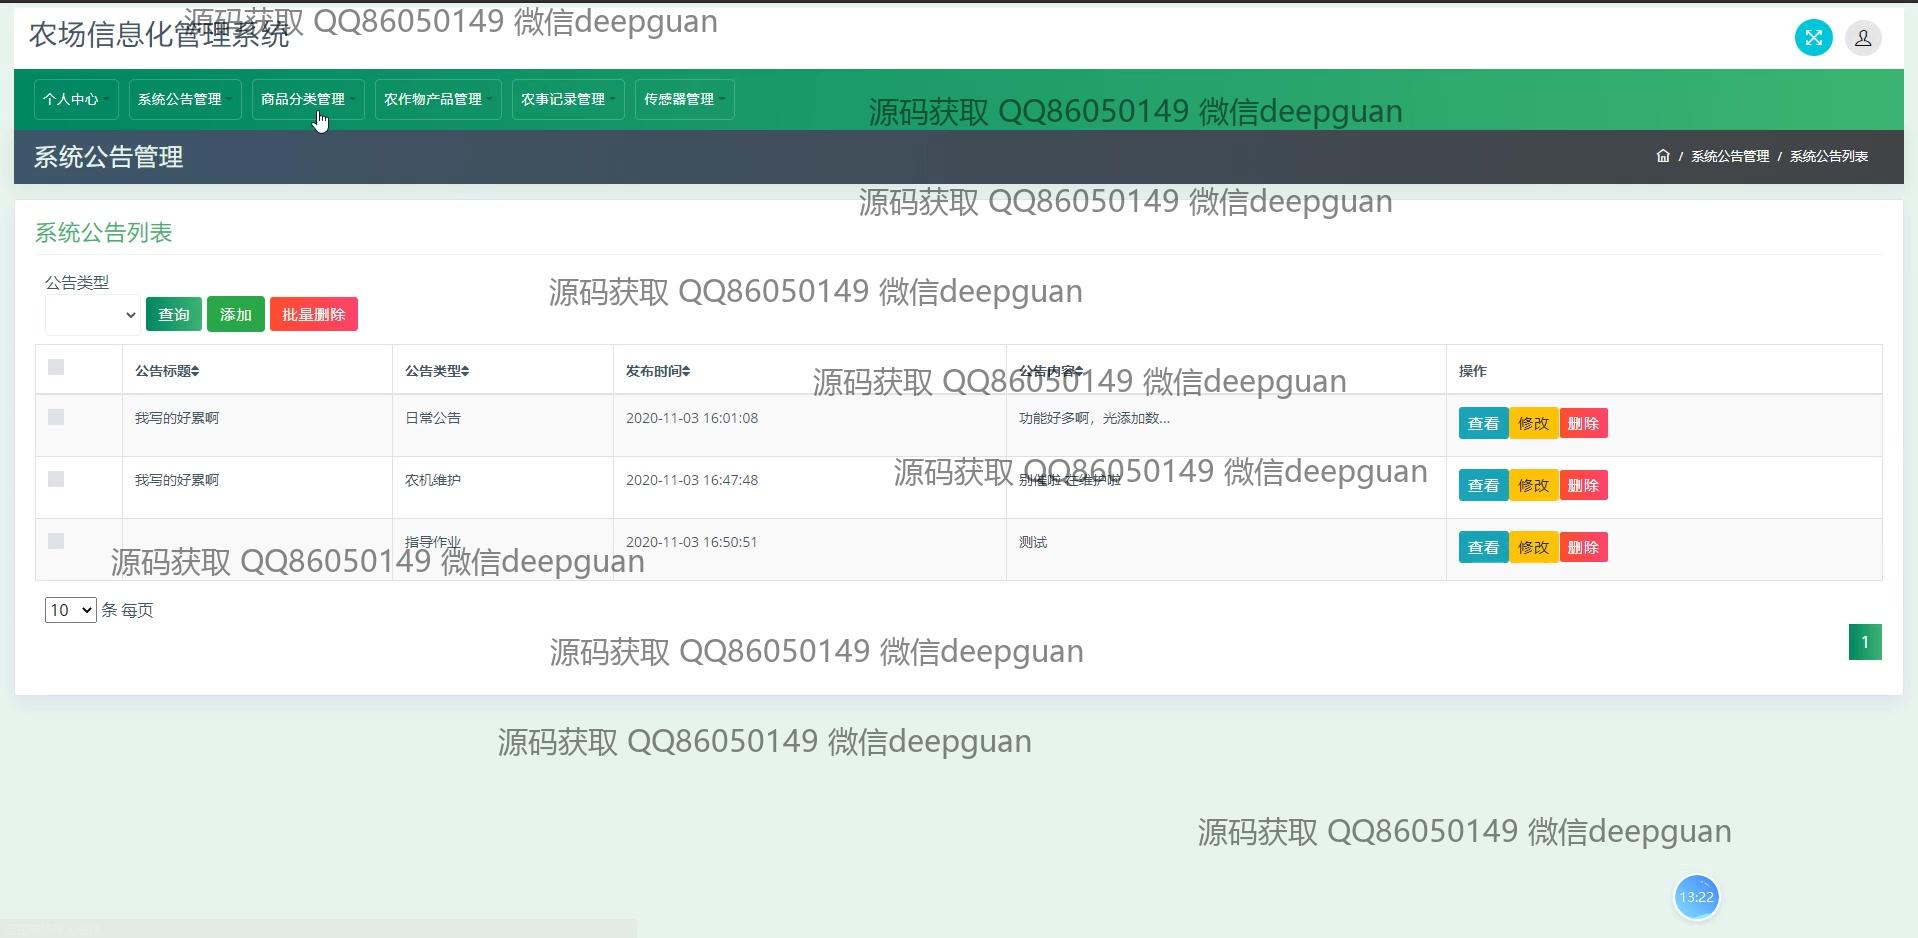 农场信息化管理系统
源码获取 QQ86050149 微信deepguan
个人中心 系统公告管理 商品分类管理 农作物产品管理 农事记录管理 传感器管理
源码获取 QQ86050149 微信deepguan
系统公告管理
/ 系统公告管理 / 系统公告列表
源码获取 QQ86050149 微信deepguan
系统公告列表
公告类型
源码获取 QQ86050149 微信deepguan
查询 添加 批量删除
公告标题 公告类型 发布时间 公告内容 操作
源码获取 QQ86050149 微信deepguan
我写的好累啊 日常公告 2020-11-03 16:01:08 功能好多啊，光添加数... 查看 修改 删除
源码获取 QQ86050149 微信deepguan
我写的好累啊 农机维护 2020-11-03 16:47:48 别催啦 在维护啦 查看 修改 删除
指导作业 2020-11-03 16:50:51 测试 查看 修改 删除
源码获取 QQ86050149 微信deepguan
10 条 每页
1
源码获取 QQ86050149 微信deepguan
源码获取 QQ86050149 微信deepguan
源码获取 QQ86050149 微信deepguan
13:22